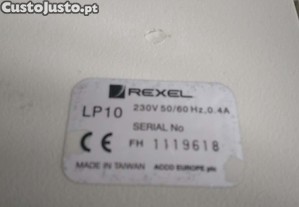 CustoJusto.pt
REXEL
LP10 230V 50/60 Hz, 0.4A
SERIAL No
CE FH 1119618
MADE IN TAIWAN ACCO EUROPE plc